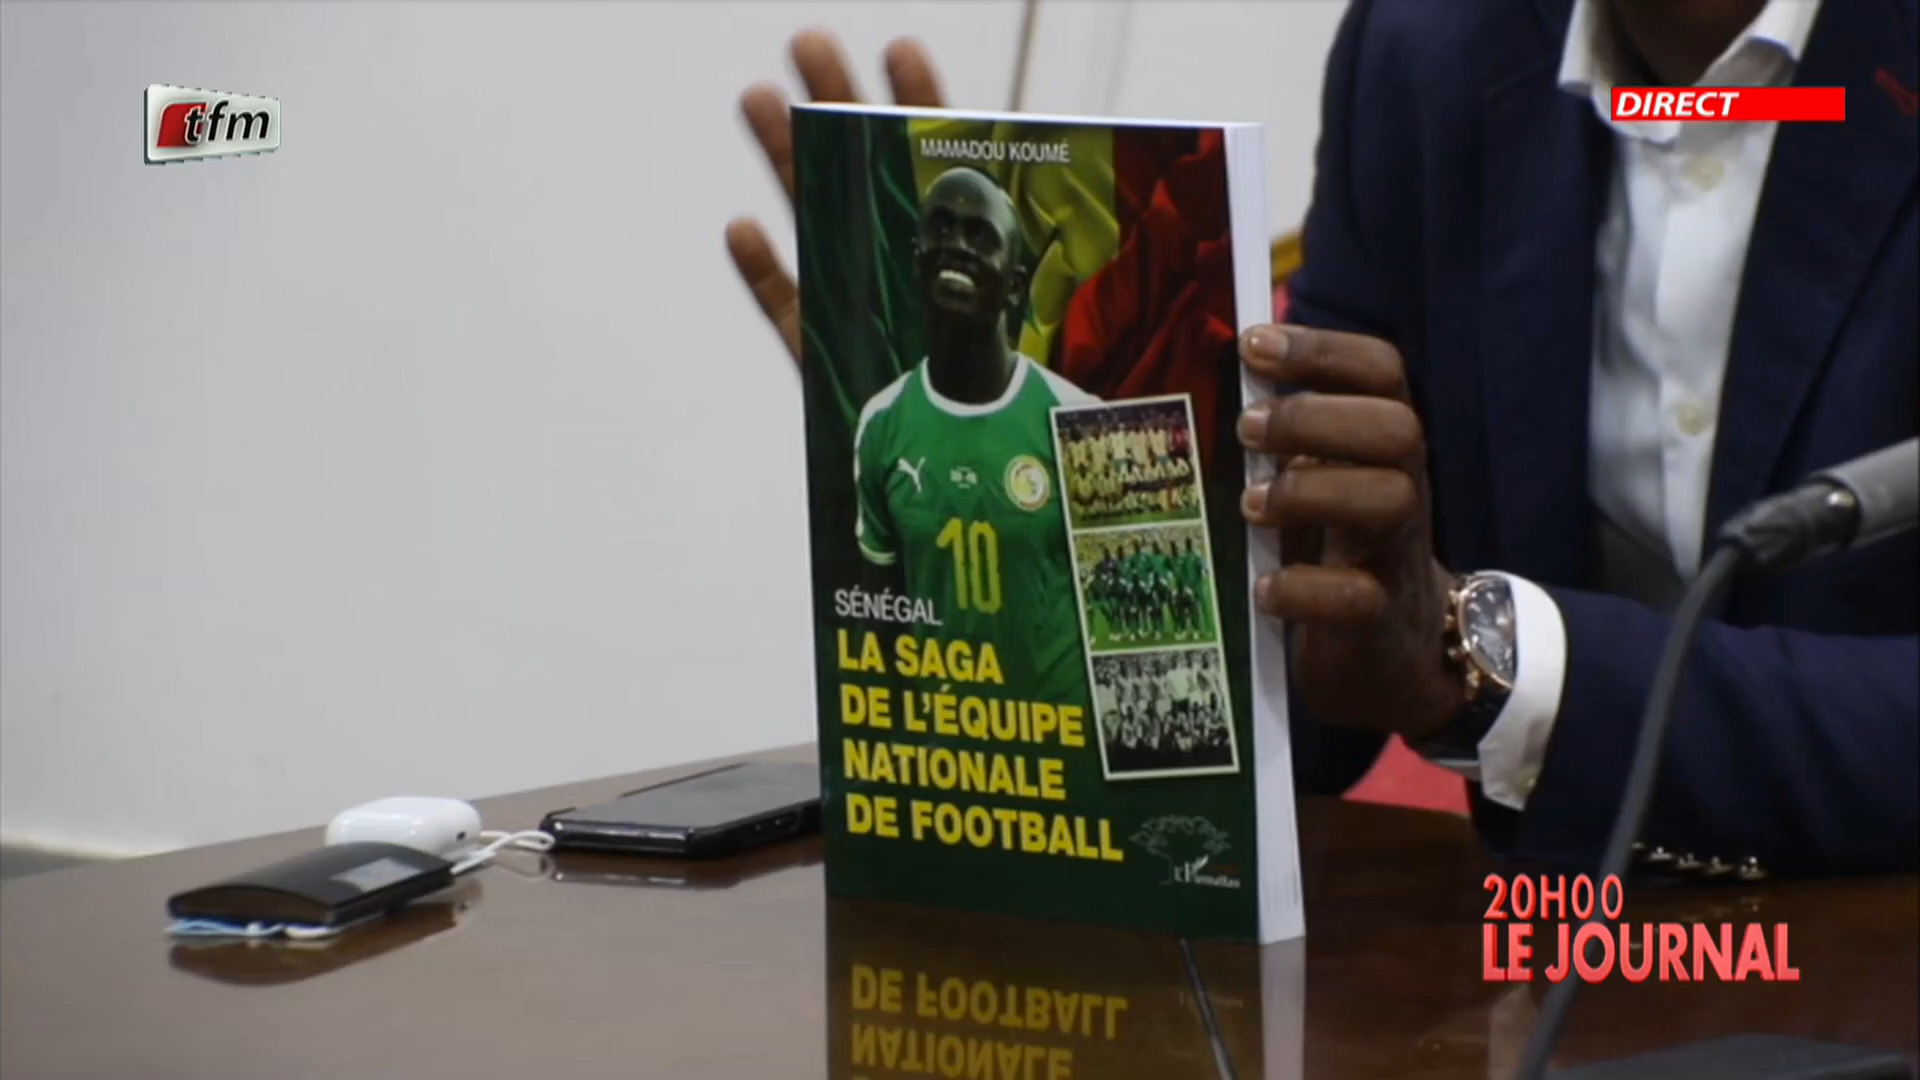 tfm
DIRECT
MAMADOU KOUMÉ
10
SÉNÉGAL
LA SAGA
DE L'ÉQUIPE
NATIONALE
DE FOOTBALL
L'Harmattan
DE FOOTBALL
NATIONALE
20H00
LE JOURNAL